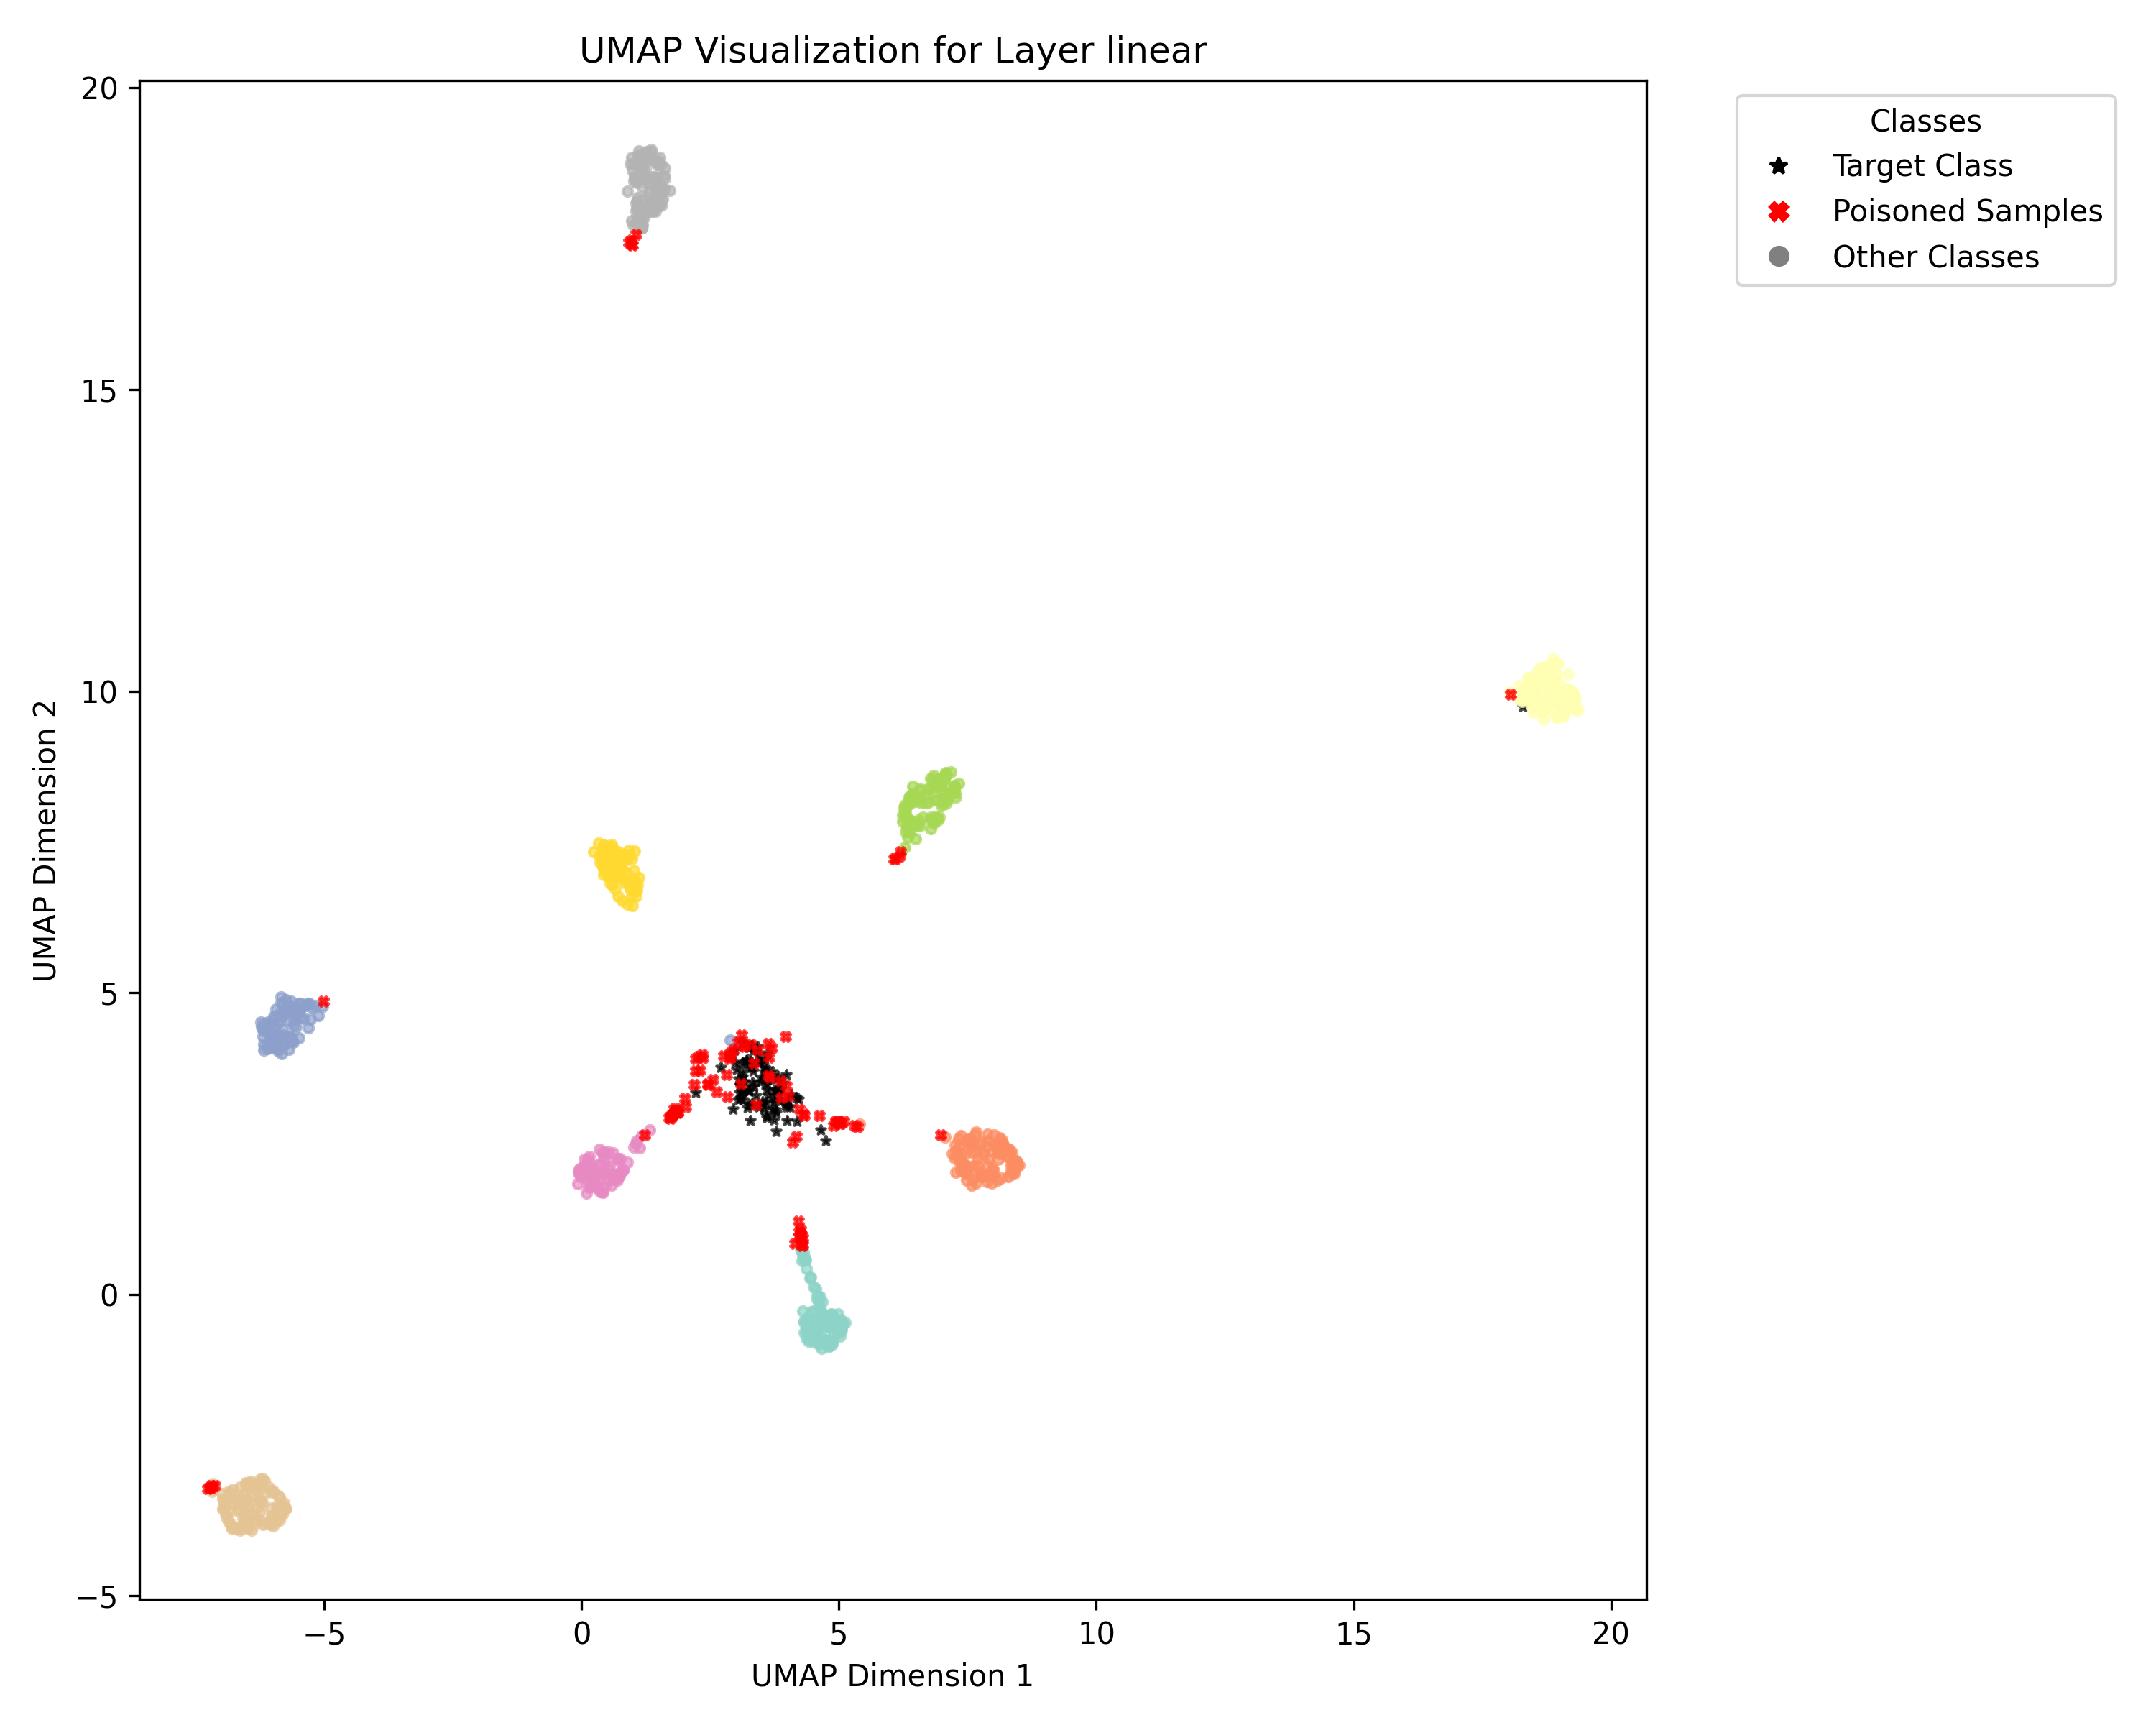 UMAP Visualization for Layer linear
Classes
Target Class
Poisoned Samples
Other Classes
20
15
10
5
0
−5
UMAP Dimension 2
−5
0
5
10
15
20
UMAP Dimension 1